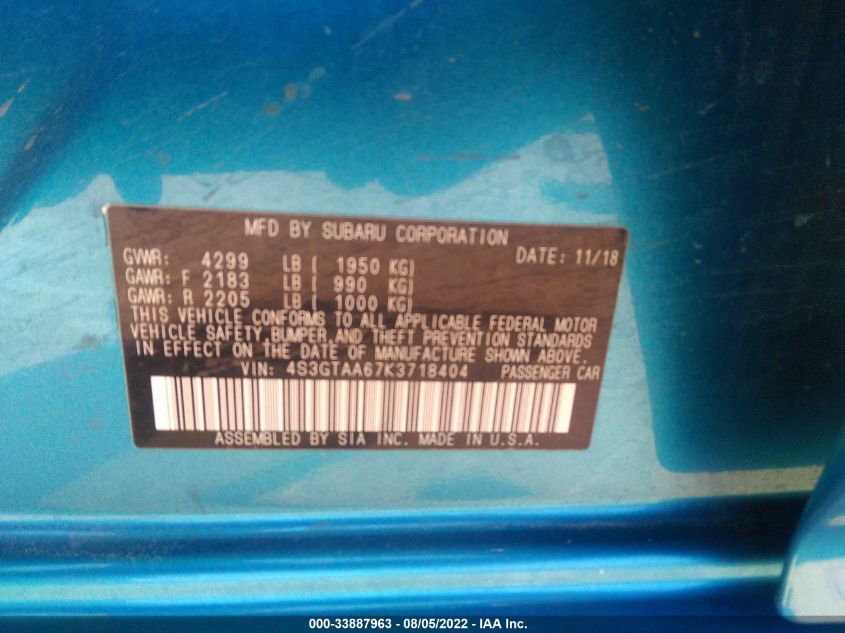 MFD BY SUBARU CORPORATION
GVWR: 4299 LB ( 1950 KG) DATE: 11/18
GAWR: F 2183 LB ( 990 KG)
GAWR: R 2205 LB ( 1000 KG)
THIS VEHICLE CONFORMS TO ALL APPLICABLE FEDERAL MOTOR
VEHICLE SAFETY, BUMPER, AND THEFT PREVENTION STANDARDS
IN EFFECT ON THE DATE OF MANUFACTURE SHOWN ABOVE.
VIN: 4S3GTAA67K3718404 PASSENGER CAR
ASSEMBLED BY SIA INC. MADE IN U.S.A.
000-33887963 - 08/05/2022 - IAA Inc.